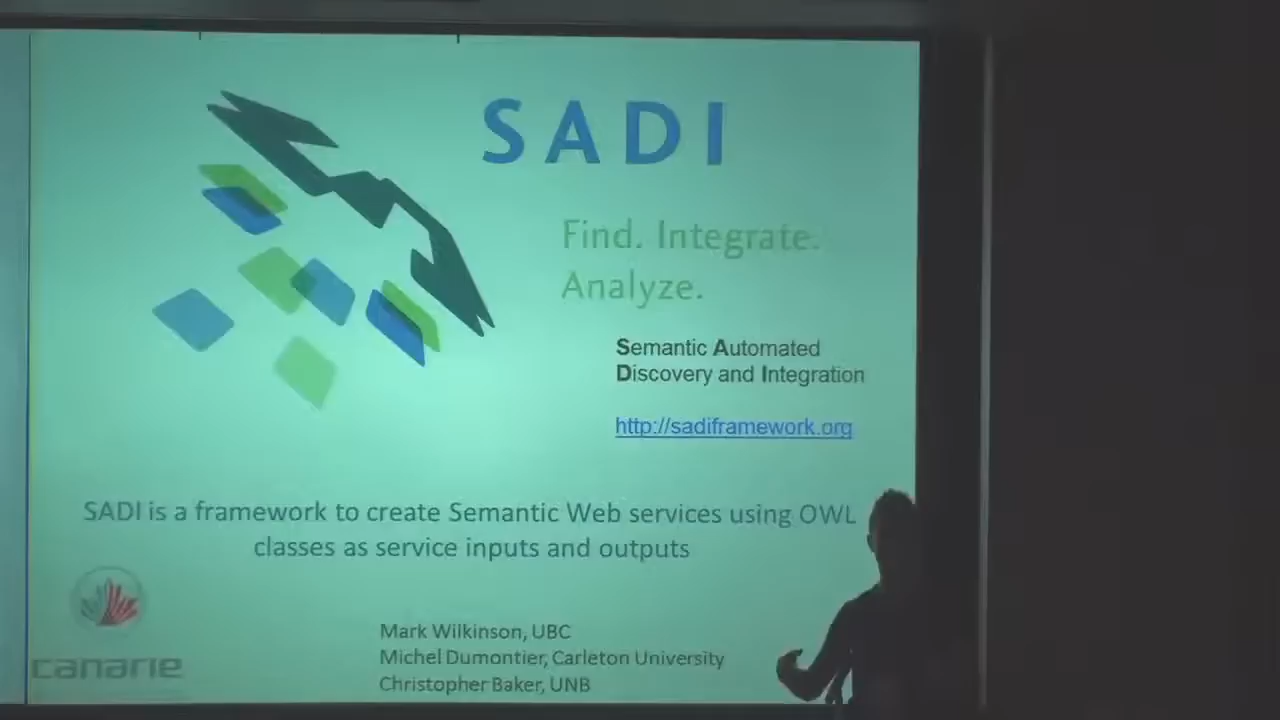 SADI
Find. Integrate.
Analyze.
Semantic Automated
Discovery and Integration
http://sadiframework.org
SADI is a framework to create Semantic Web services using OWL
classes as service inputs and outputs
canarie
Mark Wilkinson, UBC
Michel Dumontier, Carleton University
Christopher Baker, UNB